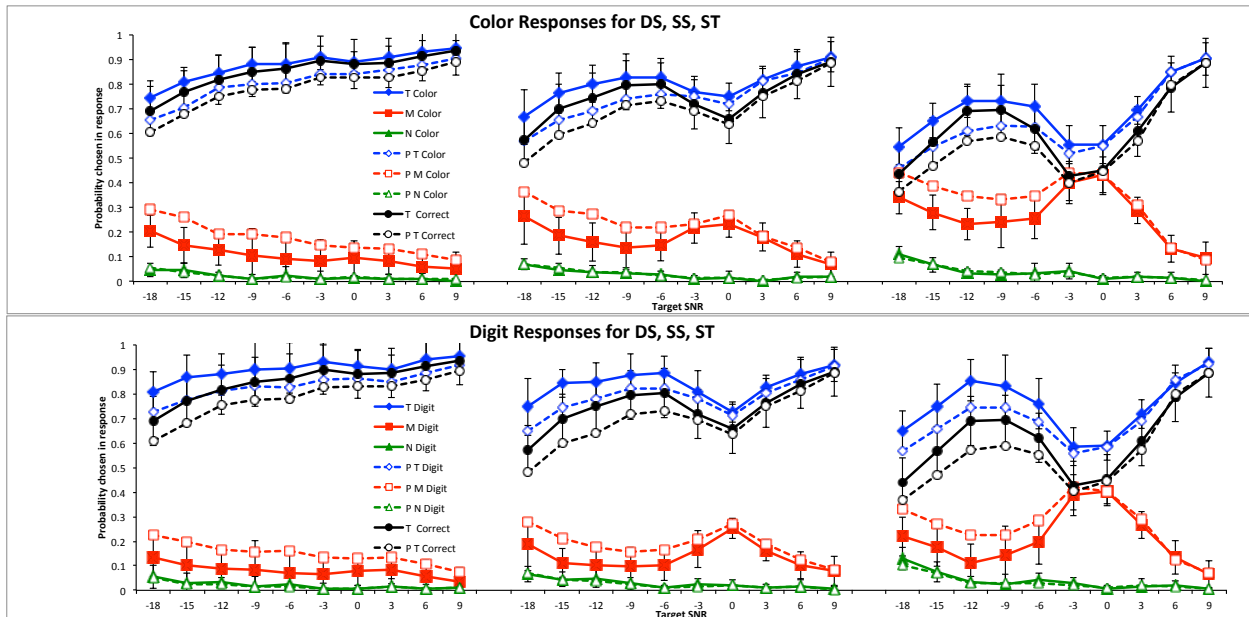 Color Responses for DS, SS, ST
Probability chosen in response
1
0.9
0.8
0.7
0.6
0.5
0.4
0.3
0.2
0.1
0
T Color
M Color
N Color
P T Color
P M Color
P N Color
T Correct
P T Correct
-18 -15 -12 -9 -6 -3 0 3 6 9 -18 -15 -12 -9 -6 -3 0 3 6 9 -18 -15 -12 -9 -6 -3 0 3 6 9
Target SNR
Digit Responses for DS, SS, ST
Probability chosen in response
1
0.9
0.8
0.7
0.6
0.5
0.4
0.3
0.2
0.1
0
T Digit
M Digit
N Digit
P T Digit
P M Digit
P N Digit
T Correct
P T Correct
-18 -15 -12 -9 -6 -3 0 3 6 9 -18 -15 -12 -9 -6 -3 0 3 6 9 -18 -15 -12 -9 -6 -3 0 3 6 9
Target SNR